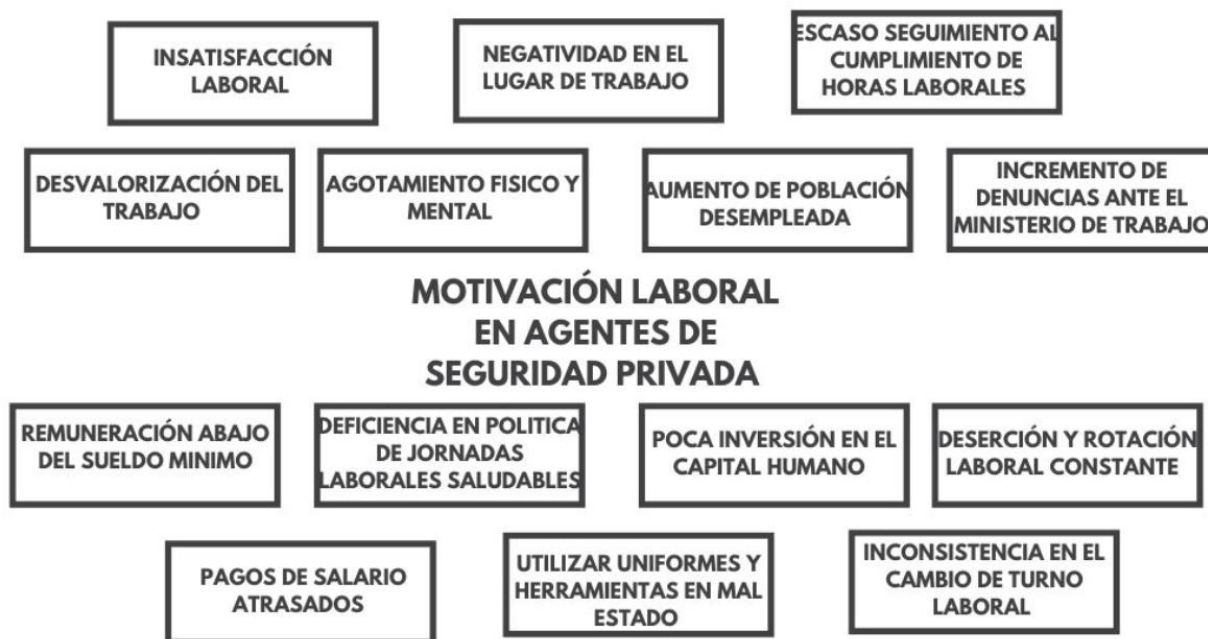 INSATISFACCIÓN
LABORAL
NEGATIVIDAD EN EL
LUGAR DE TRABAJO
ESCASO SEGUIMIENTO AL
CUMPLIMIENTO DE
HORAS LABORALES
DESVALORIZACIÓN DEL
TRABAJO
AGOTAMIENTO FISICO Y
MENTAL
AUMENTO DE POBLACIÓN
DESEMPLEADA
INCREMENTO DE
DENUNCIAS ANTE EL
MINISTERIO DE TRABAJO
MOTIVACIÓN LABORAL
EN AGENTES DE
SEGURIDAD PRIVADA
REMUNERACIÓN ABAJO
DEL SUELDO MINIMO
DEFICIENCIA EN POLITICA
DE JORNADAS
LABORALES SALUDABLES
POCA INVERSIÓN EN EL
CAPITAL HUMANO
DESERCIÓN Y ROTACIÓN
LABORAL CONSTANTE
PAGOS DE SALARIO
ATRASADOS
UTILIZAR UNIFORMES Y
HERRAMIENTAS EN MAL
ESTADO
INCONSISTENCIA EN EL
CAMBIO DE TURNO
LABORAL